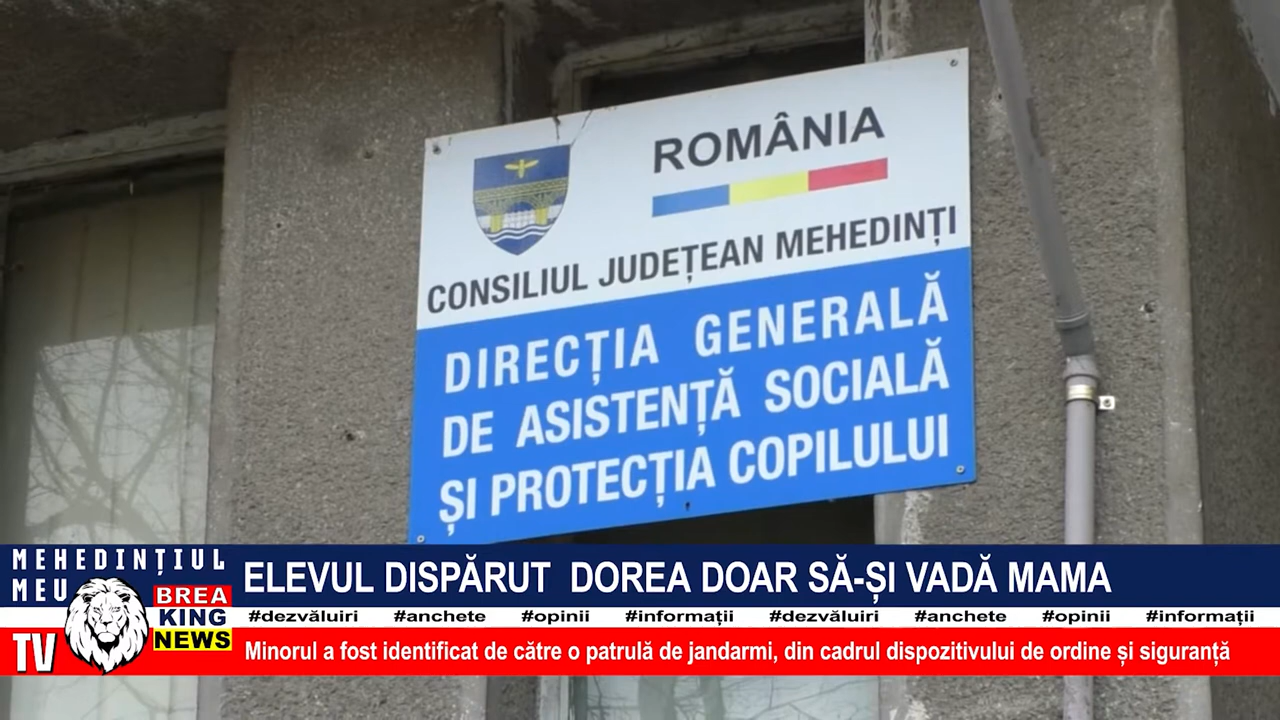 ROMÂNIA
CONSILIUL JUDEȚEAN MEHEDINȚI
DIRECȚIA GENERALĂ
DE ASISTENȚĂ SOCIALĂ
ȘI PROTECȚIA COPILULUI
MEHEDINȚIUL
MEU
TV
BREA
KING
NEWS
ELEVUL DISPĂRUT DOREA DOAR SĂ-ȘI VADĂ MAMA
#dezvăluiri #anchete #opinii #informații #dezvăluiri #anchete #opinii #informații
Minorul a fost identificat de către o patrulă de jandarmi, din cadrul dispozitivului de ordine și siguranță